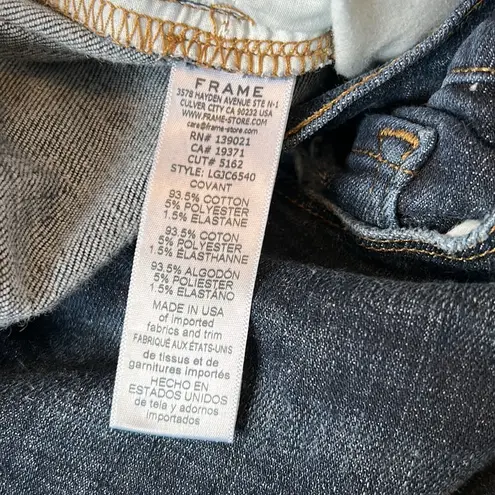 FRAME
3578 HAYDEN AVENUE STE N-1
CULVER CITY CA 90232 USA
WWW.FRAME-STORE.COM
care@frame-store.com
RN# 139021
CA# 19371
CUT# 5162
STYLE: LGJC6540
COVANT
93.5% COTTON
5% POLYESTER
1.5% ELASTANE
93.5% COTON
5% POLYESTER
1.5% ELASTHANNE
93.5% ALGODÓN
5% POLIESTER
1.5% ELASTANO
MADE IN USA
of imported
fabrics and trim
FABRIQUÉ AUX ÉTATS-UNIS
de tissus et de
garnitures importés
HECHO EN
ESTADOS UNIDOS
de tela y adornos
importados